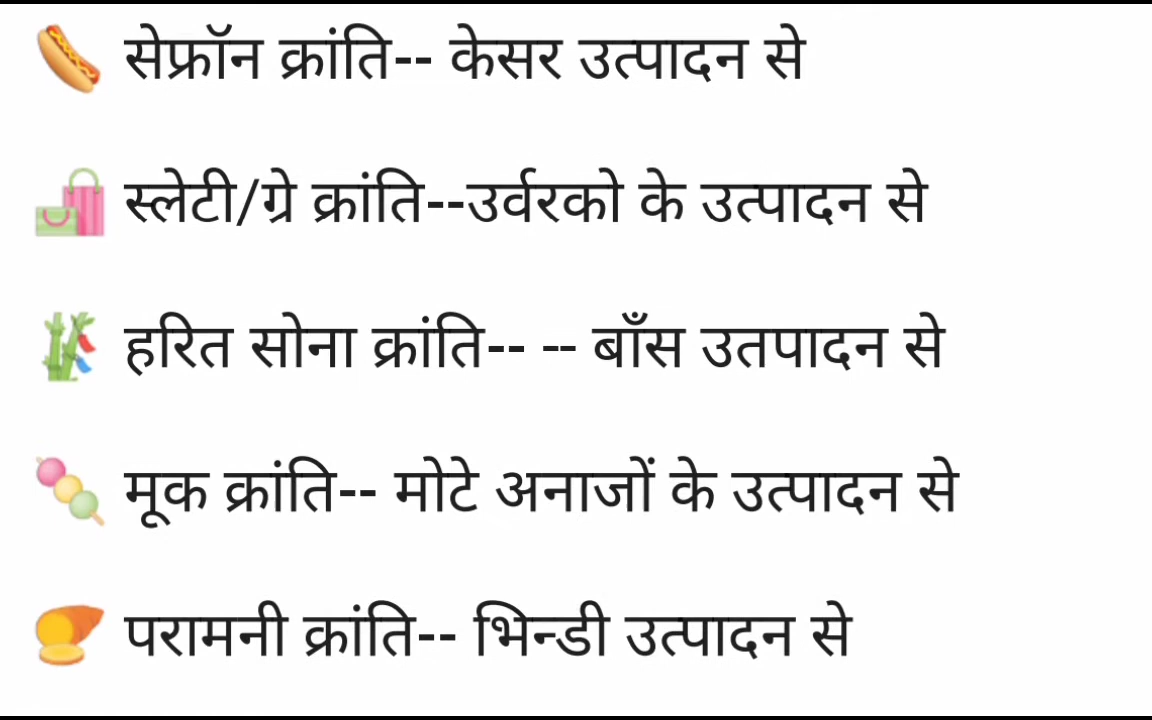 🌭 सेफ्रॉन क्रांति-- केसर उत्पादन से
🛍 स्लेटी/ग्रे क्रांति--उर्वरको के उत्पादन से
🎋 हरित सोना क्रांति-- -- बाँस उतपादन से
🍡 मूक क्रांति-- मोटे अनाजों के उत्पादन से
🍠 परामनी क्रांति-- भिन्डी उत्पादन से